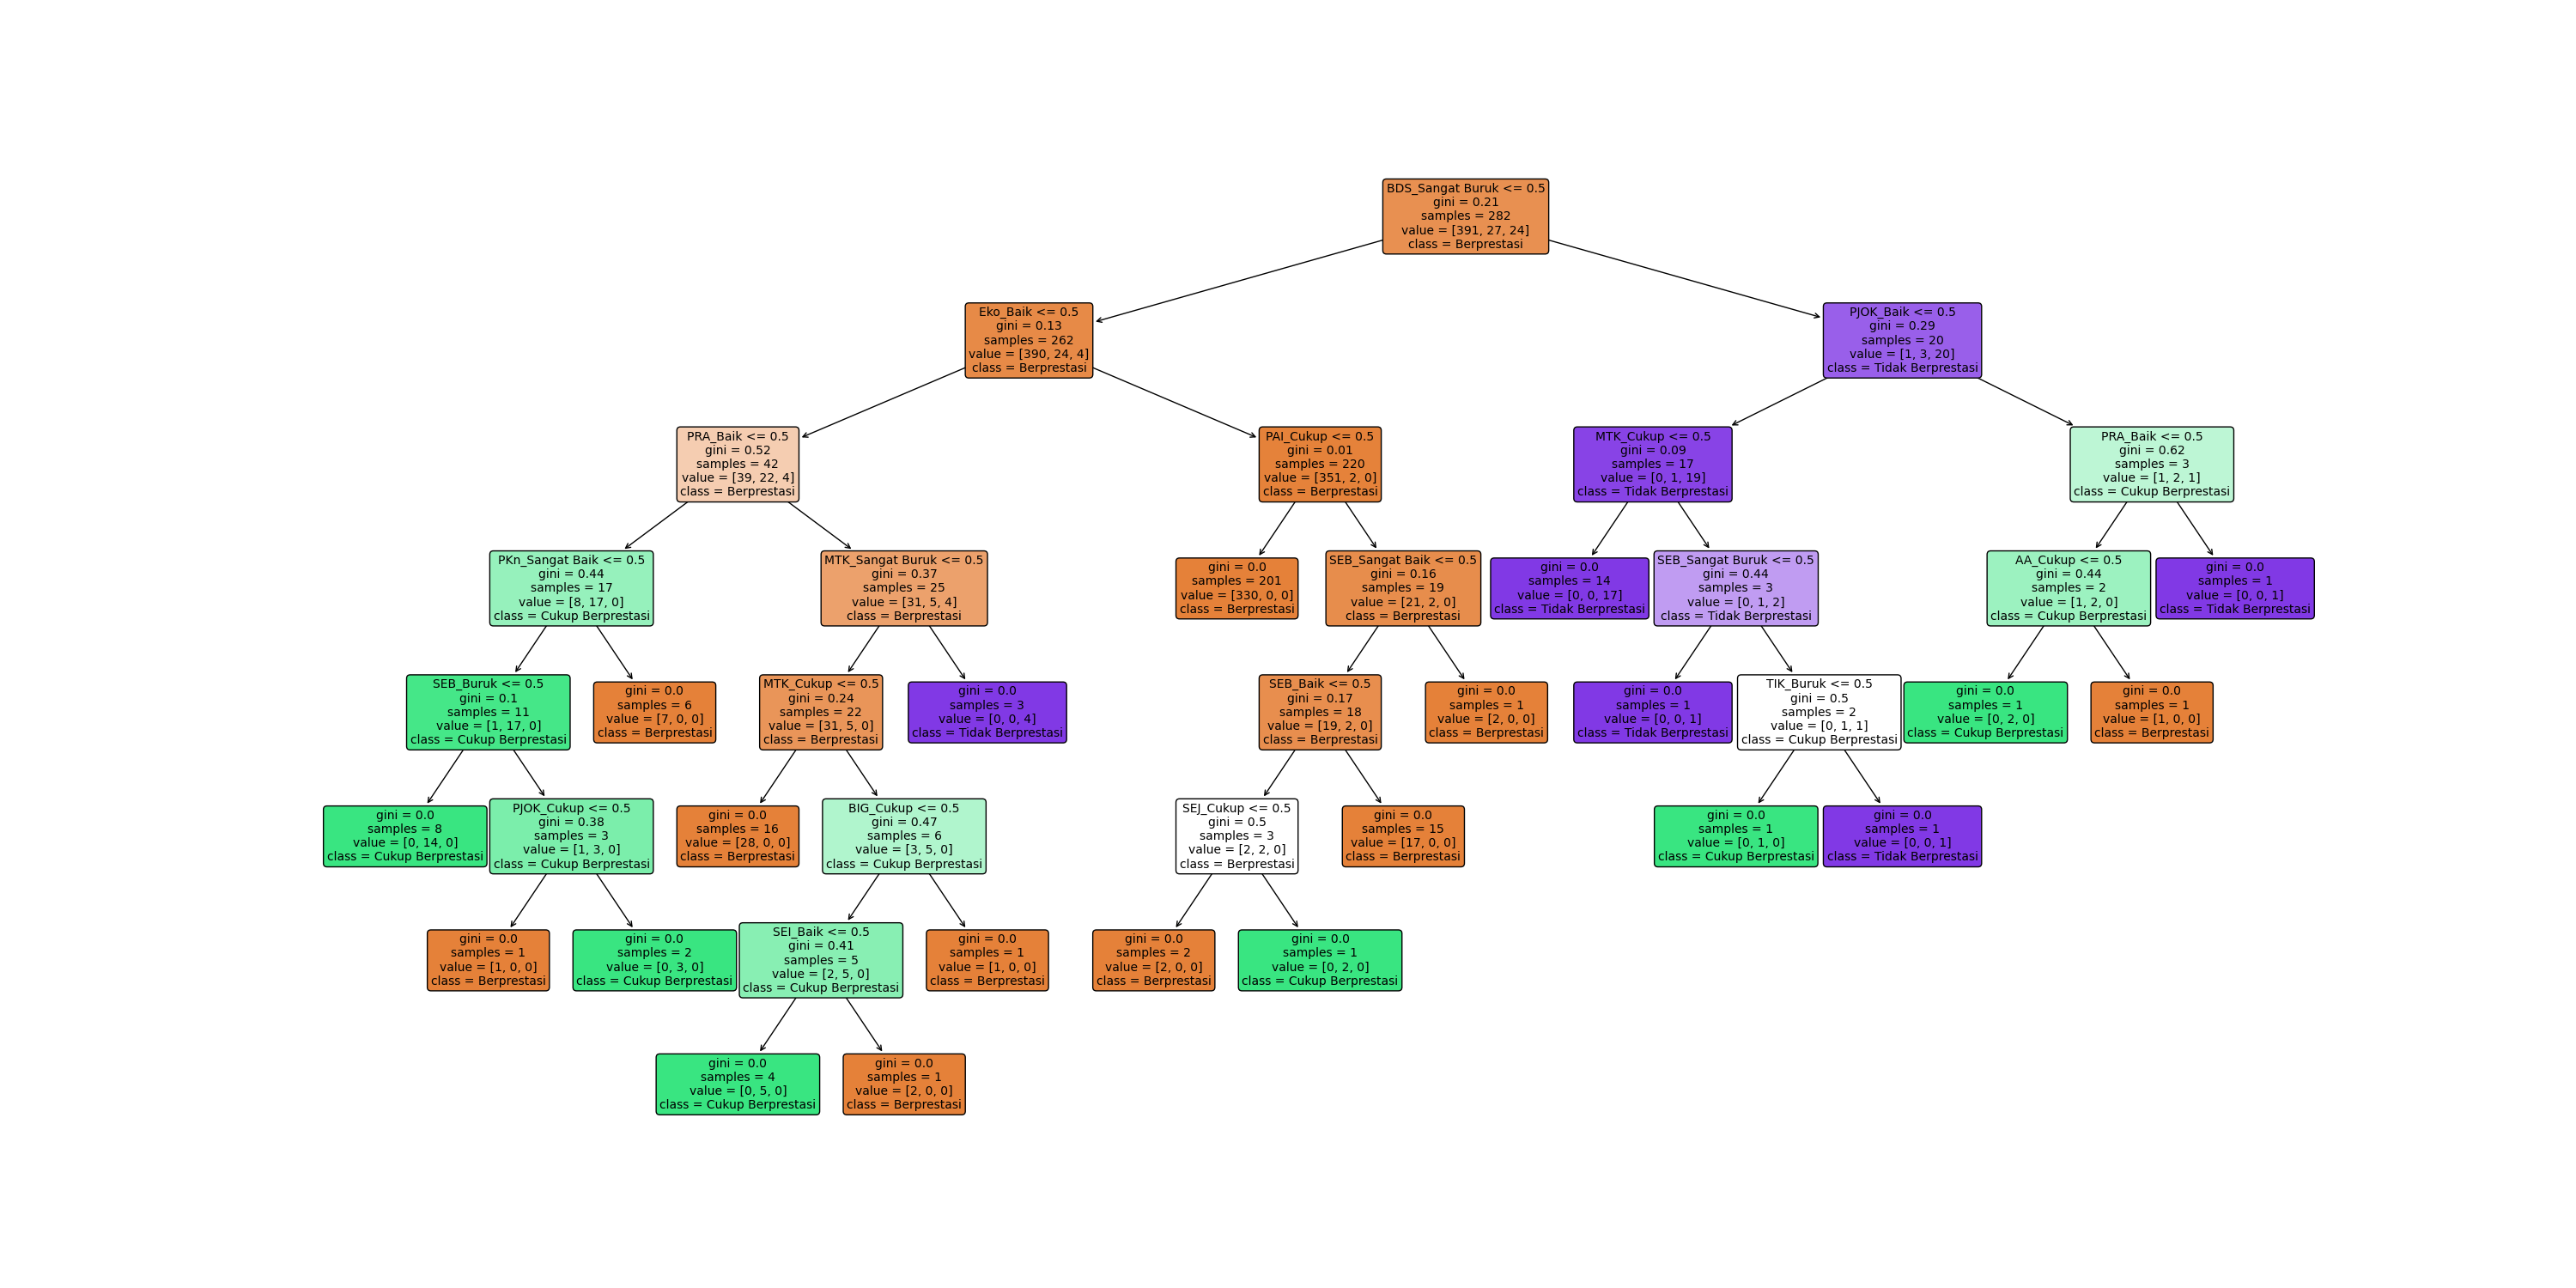 BDS_Sangat Buruk <= 0.5
gini = 0.21
samples = 282
value = [391, 27, 24]
class = Berprestasi
Eko_Baik <= 0.5
gini = 0.13
samples = 262
value = [390, 24, 4]
class = Berprestasi
PJOK_Baik <= 0.5
gini = 0.29
samples = 20
value = [1, 3, 20]
class = Tidak Berprestasi
PRA_Baik <= 0.5
gini = 0.52
samples = 42
value = [39, 22, 4]
class = Berprestasi
PAI_Cukup <= 0.5
gini = 0.01
samples = 220
value = [351, 2, 0]
class = Berprestasi
MTK_Cukup <= 0.5
gini = 0.09
samples = 17
value = [0, 1, 19]
class = Tidak Berprestasi
PRA_Baik <= 0.5
gini = 0.62
samples = 3
value = [1, 2, 1]
class = Cukup Berprestasi
PKn_Sangat Baik <= 0.5
gini = 0.44
samples = 17
value = [8, 17, 0]
class = Cukup Berprestasi
MTK_Sangat Buruk <= 0.5
gini = 0.37
samples = 25
value = [31, 5, 4]
class = Berprestasi
gini = 0.0
samples = 201
value = [330, 0, 0]
class = Berprestasi
SEB_Sangat Baik <= 0.5
gini = 0.16
samples = 19
value = [21, 2, 0]
class = Berprestasi
gini = 0.0
samples = 14
value = [0, 0, 17]
class = Tidak Berprestasi
SEB_Sangat Buruk <= 0.5
gini = 0.44
samples = 3
value = [0, 1, 2]
class = Tidak Berprestasi
AA_Cukup <= 0.5
gini = 0.44
samples = 2
value = [1, 2, 0]
class = Cukup Berprestasi
gini = 0.0
samples = 1
value = [0, 0, 1]
class = Tidak Berprestasi
SEB_Buruk <= 0.5
gini = 0.1
samples = 11
value = [1, 17, 0]
class = Cukup Berprestasi
gini = 0.0
samples = 6
value = [7, 0, 0]
class = Berprestasi
MTK_Cukup <= 0.5
gini = 0.24
samples = 22
value = [31, 5, 0]
class = Berprestasi
gini = 0.0
samples = 3
value = [0, 0, 4]
class = Tidak Berprestasi
SEB_Baik <= 0.5
gini = 0.17
samples = 18
value = [19, 2, 0]
class = Berprestasi
gini = 0.0
samples = 1
value = [2, 0, 0]
class = Berprestasi
gini = 0.0
samples = 1
value = [0, 0, 1]
class = Tidak Berprestasi
TIK_Buruk <= 0.5
gini = 0.5
samples = 2
value = [0, 1, 1]
class = Cukup Berprestasi
gini = 0.0
samples = 1
value = [0, 2, 0]
class = Cukup Berprestasi
gini = 0.0
samples = 1
value = [1, 0, 0]
class = Berprestasi
gini = 0.0
samples = 8
value = [0, 14, 0]
class = Cukup Berprestasi
PJOK_Cukup <= 0.5
gini = 0.38
samples = 3
value = [1, 3, 0]
class = Cukup Berprestasi
gini = 0.0
samples = 16
value = [28, 0, 0]
class = Berprestasi
BIG_Cukup <= 0.5
gini = 0.47
samples = 6
value = [3, 5, 0]
class = Cukup Berprestasi
SEJ_Cukup <= 0.5
gini = 0.5
samples = 3
value = [2, 2, 0]
class = Berprestasi
gini = 0.0
samples = 15
value = [17, 0, 0]
class = Berprestasi
gini = 0.0
samples = 1
value = [0, 1, 0]
class = Cukup Berprestasi
gini = 0.0
samples = 1
value = [0, 0, 1]
class = Tidak Berprestasi
gini = 0.0
samples = 1
value = [1, 0, 0]
class = Berprestasi
gini = 0.0
samples = 2
value = [0, 3, 0]
class = Cukup Berprestasi
SEI_Baik <= 0.5
gini = 0.41
samples = 5
value = [2, 5, 0]
class = Cukup Berprestasi
gini = 0.0
samples = 1
value = [1, 0, 0]
class = Berprestasi
gini = 0.0
samples = 2
value = [2, 0, 0]
class = Berprestasi
gini = 0.0
samples = 1
value = [0, 2, 0]
class = Cukup Berprestasi
gini = 0.0
samples = 4
value = [0, 5, 0]
class = Cukup Berprestasi
gini = 0.0
samples = 1
value = [2, 0, 0]
class = Berprestasi